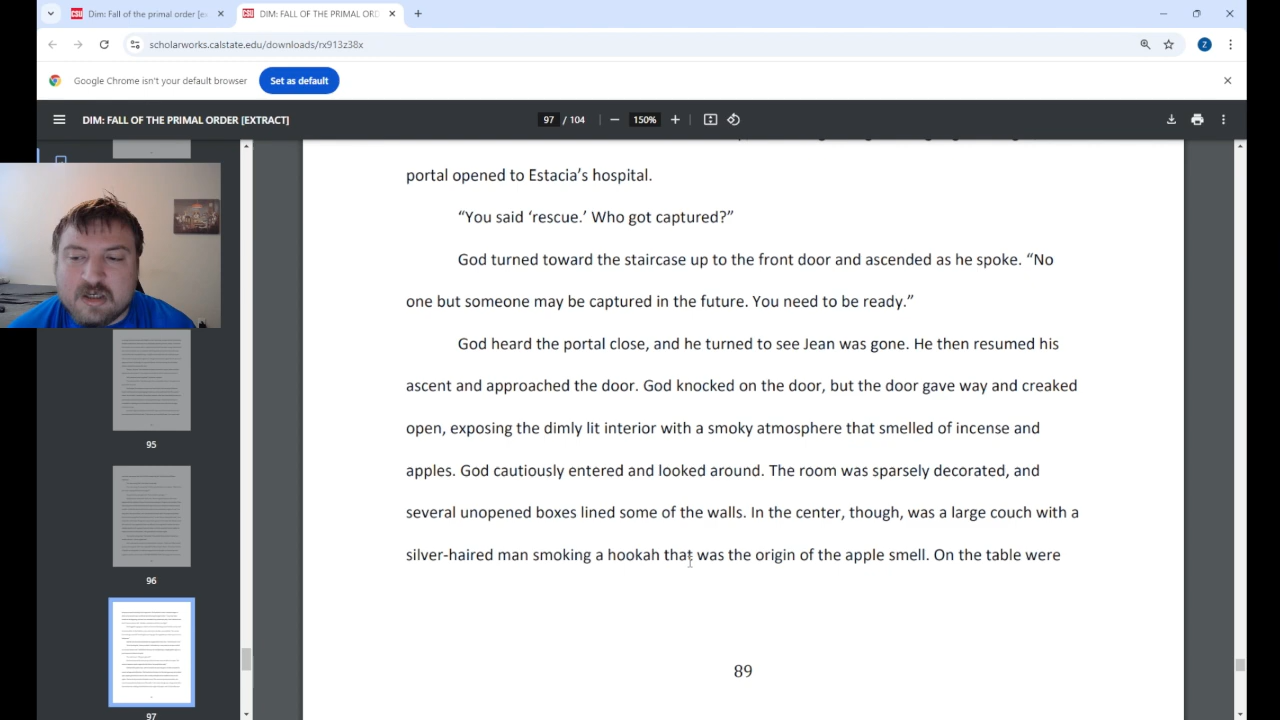 DIM: Fall of the primal order [e
DIM: FALL OF THE PRIMAL ORD
scholarworks.calstate.edu/downloads/rx913z38x
Z
Google Chrome isn't your default browser
Set as default
DIM: FALL OF THE PRIMAL ORDER [EXTRACT]
97 / 104
150%
portal opened to Estacia’s hospital.
“You said ‘rescue.’ Who got captured?”
God turned toward the staircase up to the front door and ascended as he spoke. “No
one but someone may be captured in the future. You need to be ready.”
God heard the portal close, and he turned to see Jean was gone. He then resumed his
ascent and approached the door. God knocked on the door, but the door gave way and creaked
open, exposing the dimly lit interior with a smoky atmosphere that smelled of incense and
apples. God cautiously entered and looked around. The room was sparsely decorated, and
several unopened boxes lined some of the walls. In the center, though, was a large couch with a
silver-haired man smoking a hookah that was the origin of the apple smell. On the table were
89
95
96
97